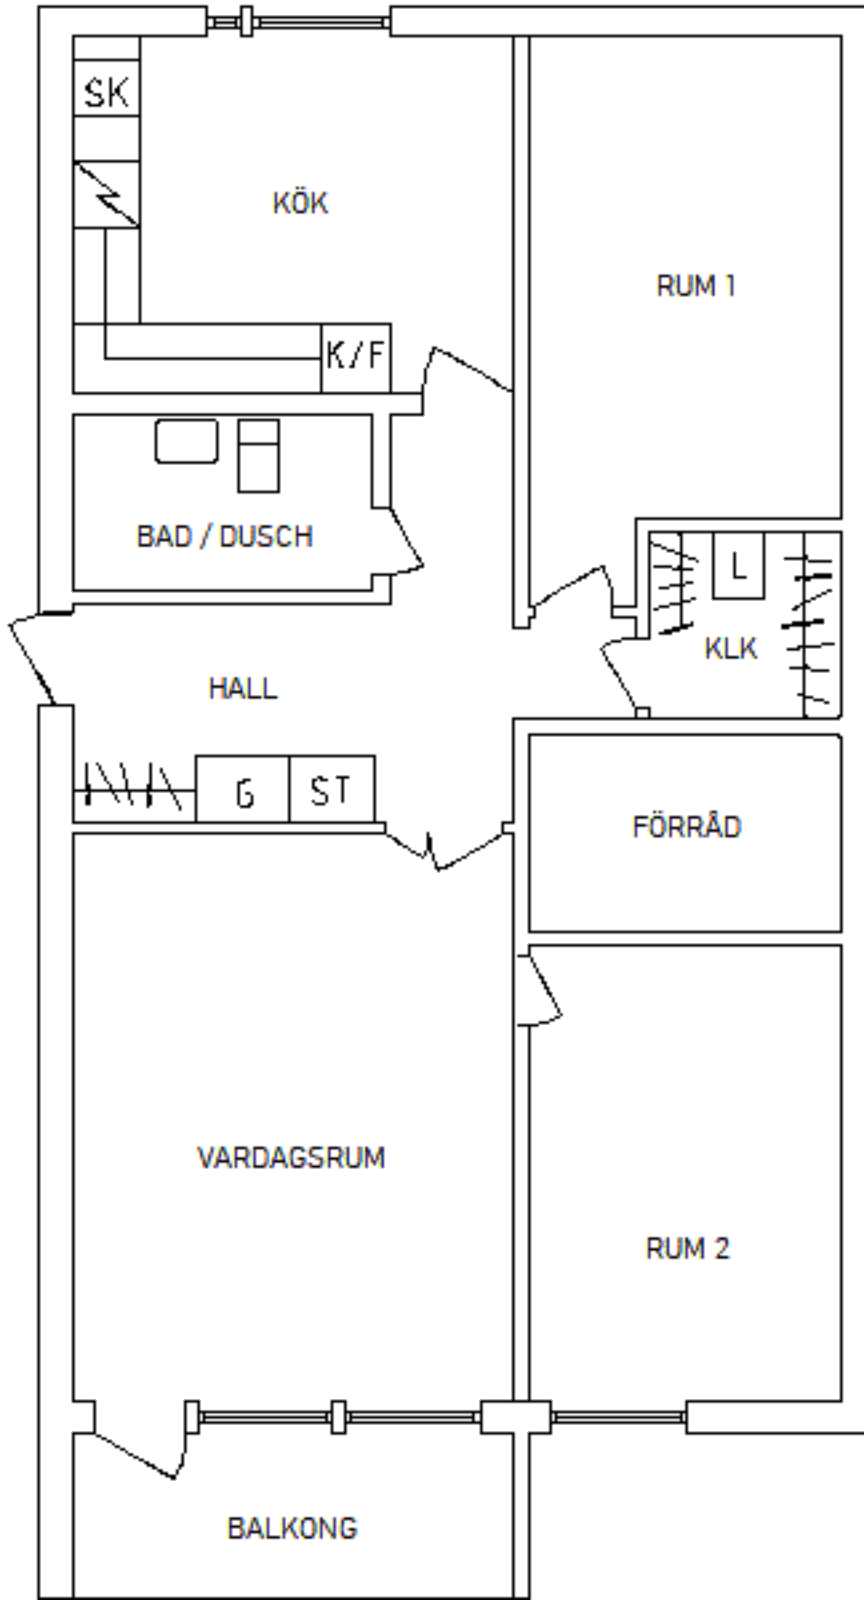 SK
KÖK
RUM 1
K/F
BAD / DUSCH
L
KLK
HALL
G
ST
FÖRRÅD
VARDAGSRUM
RUM 2
BALKONG